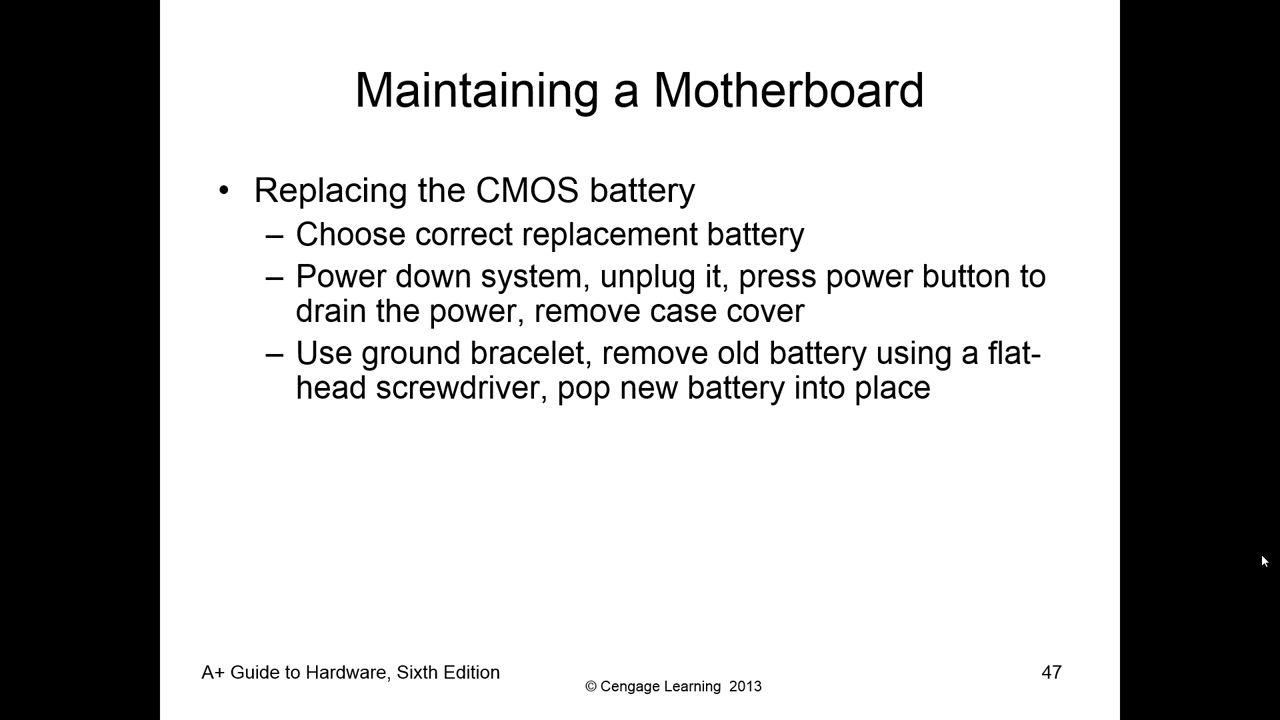 Maintaining a Motherboard
• Replacing the CMOS battery
– Choose correct replacement battery
– Power down system, unplug it, press power button to
drain the power, remove case cover
– Use ground bracelet, remove old battery using a flat-
head screwdriver, pop new battery into place
A+ Guide to Hardware, Sixth Edition
© Cengage Learning 2013
47